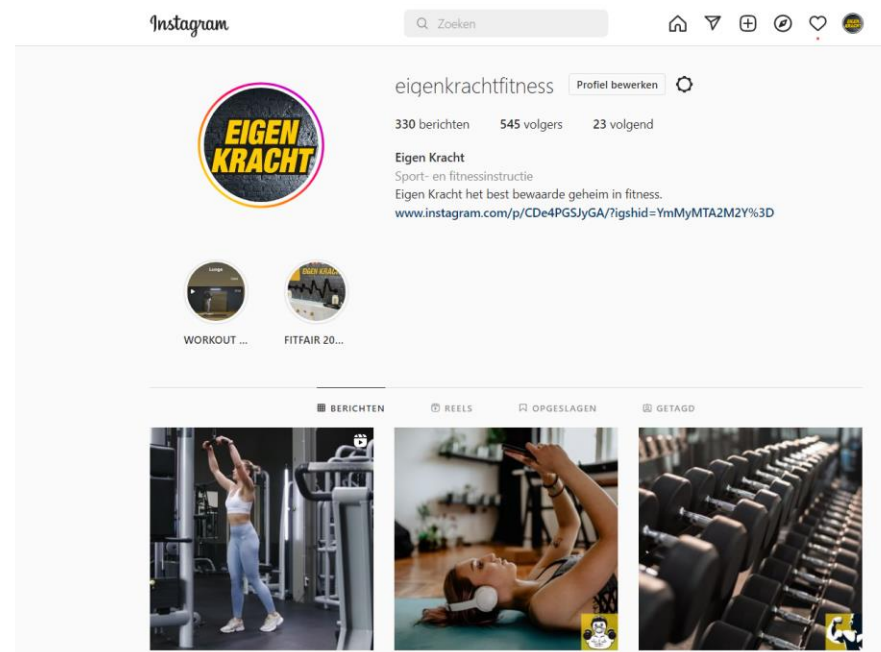 Instagram
Zoeken
eigenkrachtfitness Profiel bewerken
330 berichten 545 volgers 23 volgend
Eigen Kracht
Sport- en fitnessinstructie
Eigen Kracht het best bewaarde geheim in fitness.
www.instagram.com/p/CDe4PGSJyGA/?igshid=YmMyMTA2M2Y%3D
EIGEN
KRACHT
Lunge
EIGEN KRAC
WORKOUT ... FITFAIR 20...
BERICHTEN REELS OPGESLAGEN GETAGD